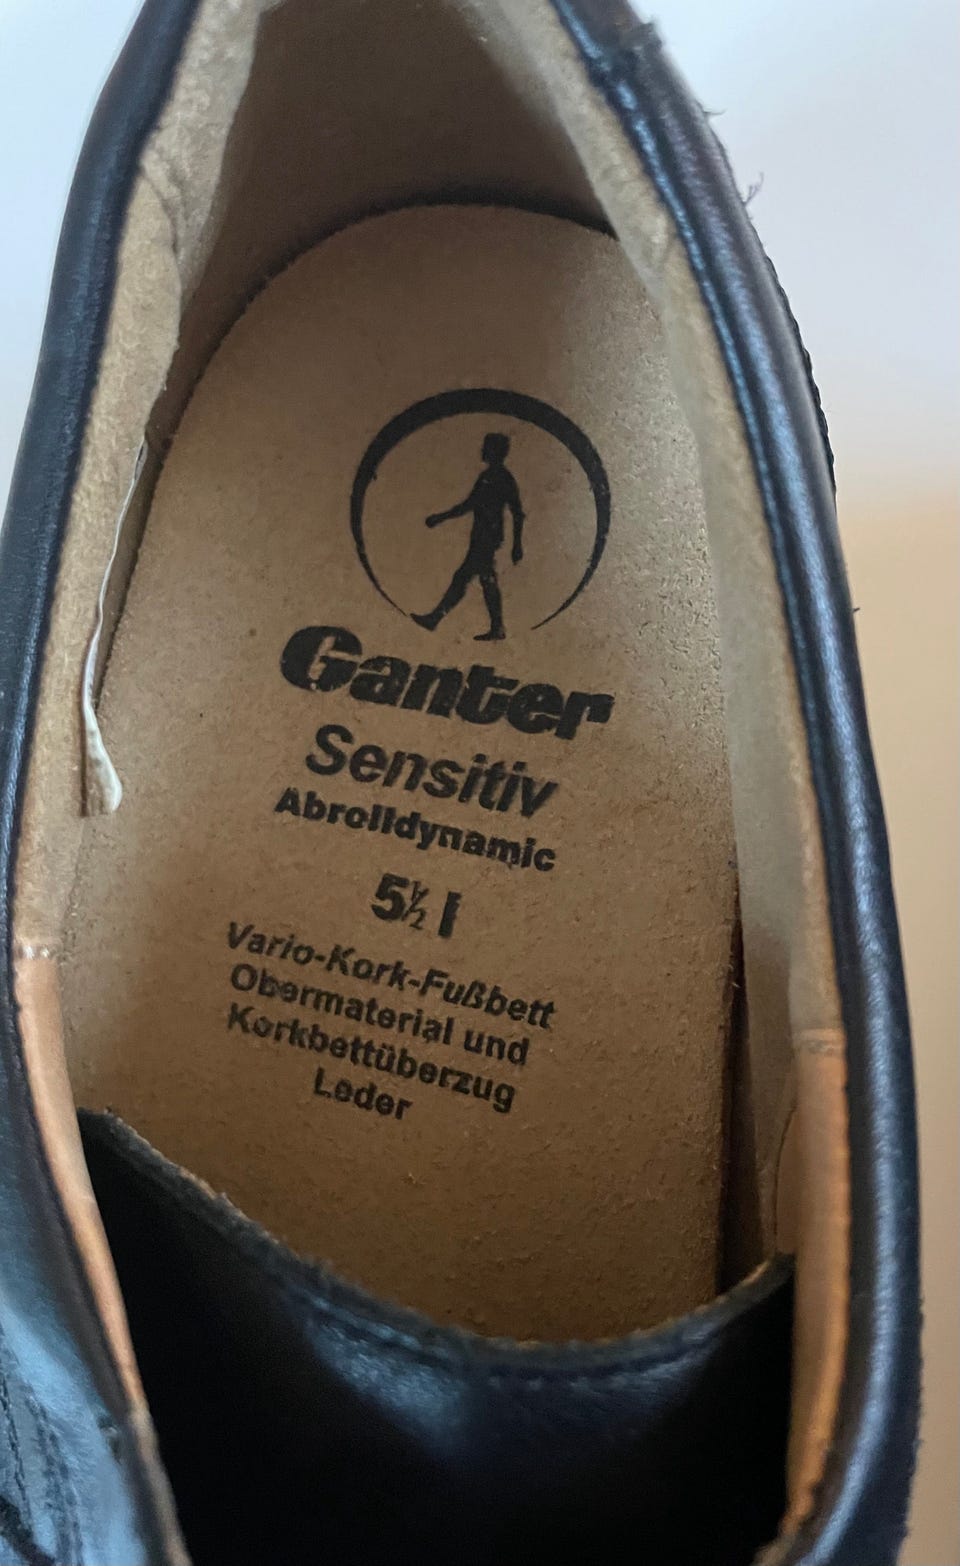 Ganter
Sensitiv
Abrolldynamic
5½ I
Vario-Kork-Fußbett
Obermaterial und
Korkbettüberzug
Leder